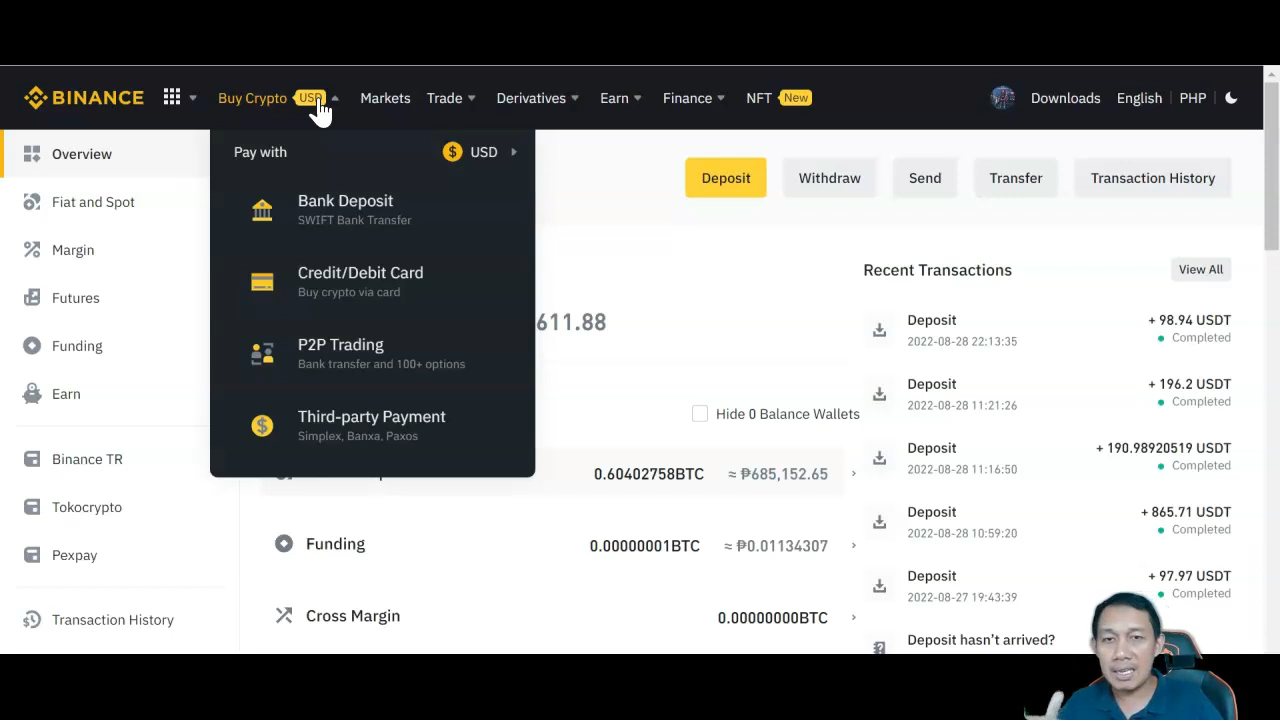 BINANCE
Buy Crypto USD
Markets
Trade
Derivatives
Earn
Finance
NFT New
Downloads
English
PHP
Overview
Fiat and Spot
Margin
Futures
Funding
Earn
Binance TR
Tokocrypto
Pexpay
Transaction History
Pay with
$ USD
Bank Deposit
SWIFT Bank Transfer
Credit/Debit Card
Buy crypto via card
P2P Trading
Bank transfer and 100+ options
Third-party Payment
Simplex, Banxa, Paxos
Deposit
Withdraw
Send
Transfer
Transaction History
611.88
Hide 0 Balance Wallets
0.60402758BTC ≈ ₱685,152.65
Funding 0.00000001BTC ≈ ₱0.01134307
Cross Margin 0.00000000BTC
Recent Transactions View All
Deposit + 98.94 USDT
2022-08-28 22:13:35 Completed
Deposit + 196.2 USDT
2022-08-28 11:21:26 Completed
Deposit + 190.98920519 USDT
2022-08-28 11:16:50 Completed
Deposit + 865.71 USDT
2022-08-28 10:59:20 Completed
Deposit + 97.97 USDT
2022-08-27 19:43:39 Completed
Deposit hasn't arrived?